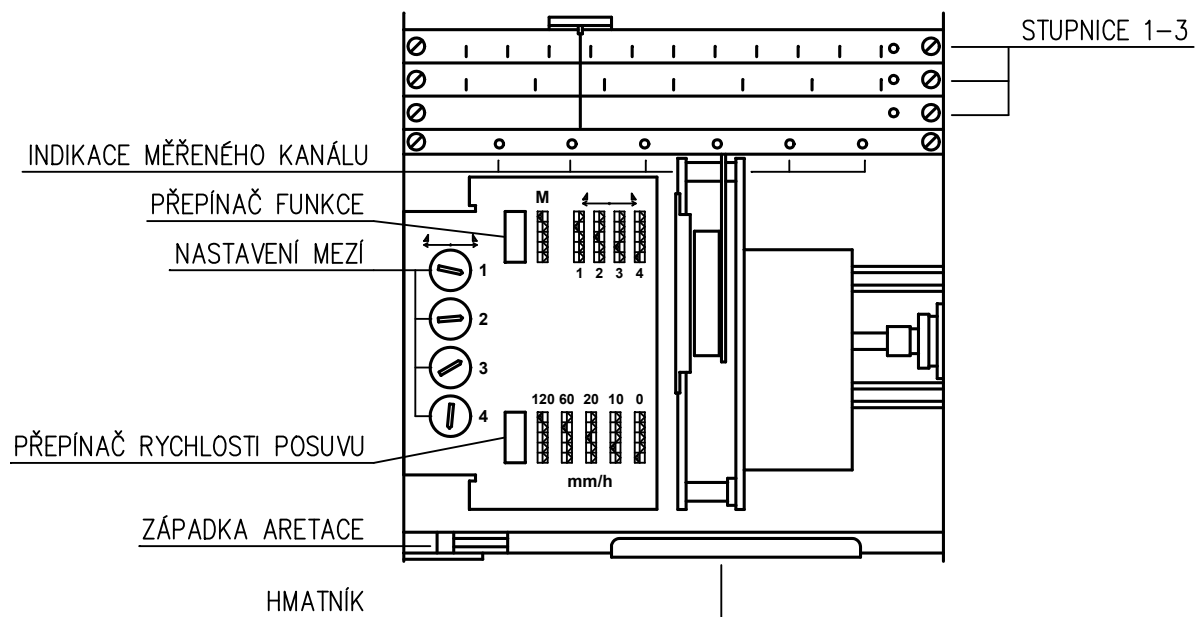 STUPNICE 1-3
INDIKACE MĚŘENÉHO KANÁLU
PŘEPÍNAČ FUNKCE
M
NASTAVENÍ MEZÍ
1
1 2 3 4
2
3
4
120 60 20 10 0
PŘEPÍNAČ RYCHLOSTI POSUVU
mm/h
ZÁPADKA ARETACE
HMATNÍK